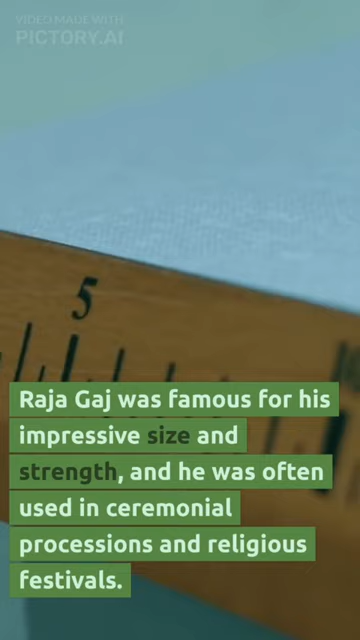 VIDEO MADE WITH
PICTORY.AI
5
Raja Gaj was famous for his
impressive size and
strength, and he was often
used in ceremonial
processions and religious
festivals.